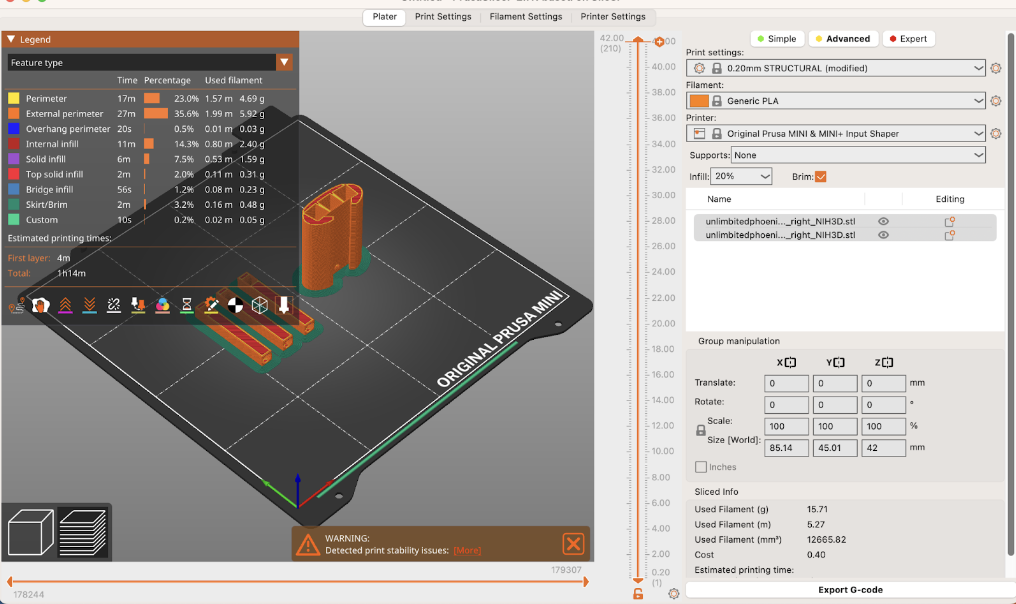 Plater Print Settings Filament Settings Printer Settings
Legend
Feature type
Time Percentage Used filament
Perimeter 17m 23.0% 1.57 m 4.69 g
External perimeter 27m 35.6% 1.99 m 5.92 g
Overhang perimeter 20s 0.5% 0.01 m 0.03 g
Internal infill 11m 14.3% 0.80 m 2.40 g
Solid infill 6m 7.5% 0.53 m 1.59 g
Top solid infill 2m 2.0% 0.11 m 0.31 g
Bridge infill 56s 1.2% 0.08 m 0.23 g
Skirt/Brim 2m 3.2% 0.16 m 0.48 g
Custom 10s 0.2% 0.02 m 0.05 g
Estimated printing times:
First layer: 4m
Total: 1h14m
ORIGINAL PRUSA MINI
WARNING:
Detected print stability issues: [More]
178244
179307
42.00
(210)
40.00
38.00
36.00
34.00
32.00
30.00
28.00
26.00
24.00
22.00
20.00
18.00
16.00
14.00
12.00
10.00
8.00
6.00
4.00
2.00
0.20
(1)
Simple Advanced Expert
Print settings:
0.20mm STRUCTURAL (modified)
Filament:
Generic PLA
Printer:
Original Prusa MINI & MINI+ Input Shaper
Supports: None
Infill: 20% Brim:
Name Editing
unlimbitedphoeni..._right_NIH3D.stl
unlimbitedphoeni..._right_NIH3D.stl
Group manipulation
X Y Z
Translate: 0 0 0 mm
Rotate: 0 0 0 °
Scale: 100 100 100 %
Size [World]: 85.14 45.01 42 mm
Inches
Sliced Info
Used Filament (g) 15.71
Used Filament (m) 5.27
Used Filament (mm³) 12665.82
Cost 0.40
Estimated printing time:
Export G-code